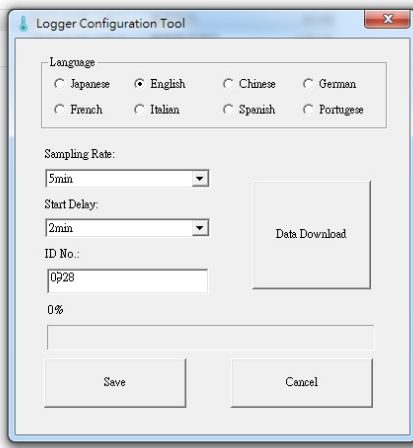 Logger Configuration Tool
Language
Japanese English Chinese German
French Italian Spanish Portugese
Sampling Rate:
5min
Start Delay:
2min
Data Download
ID No.:
0928
0%
Save Cancel